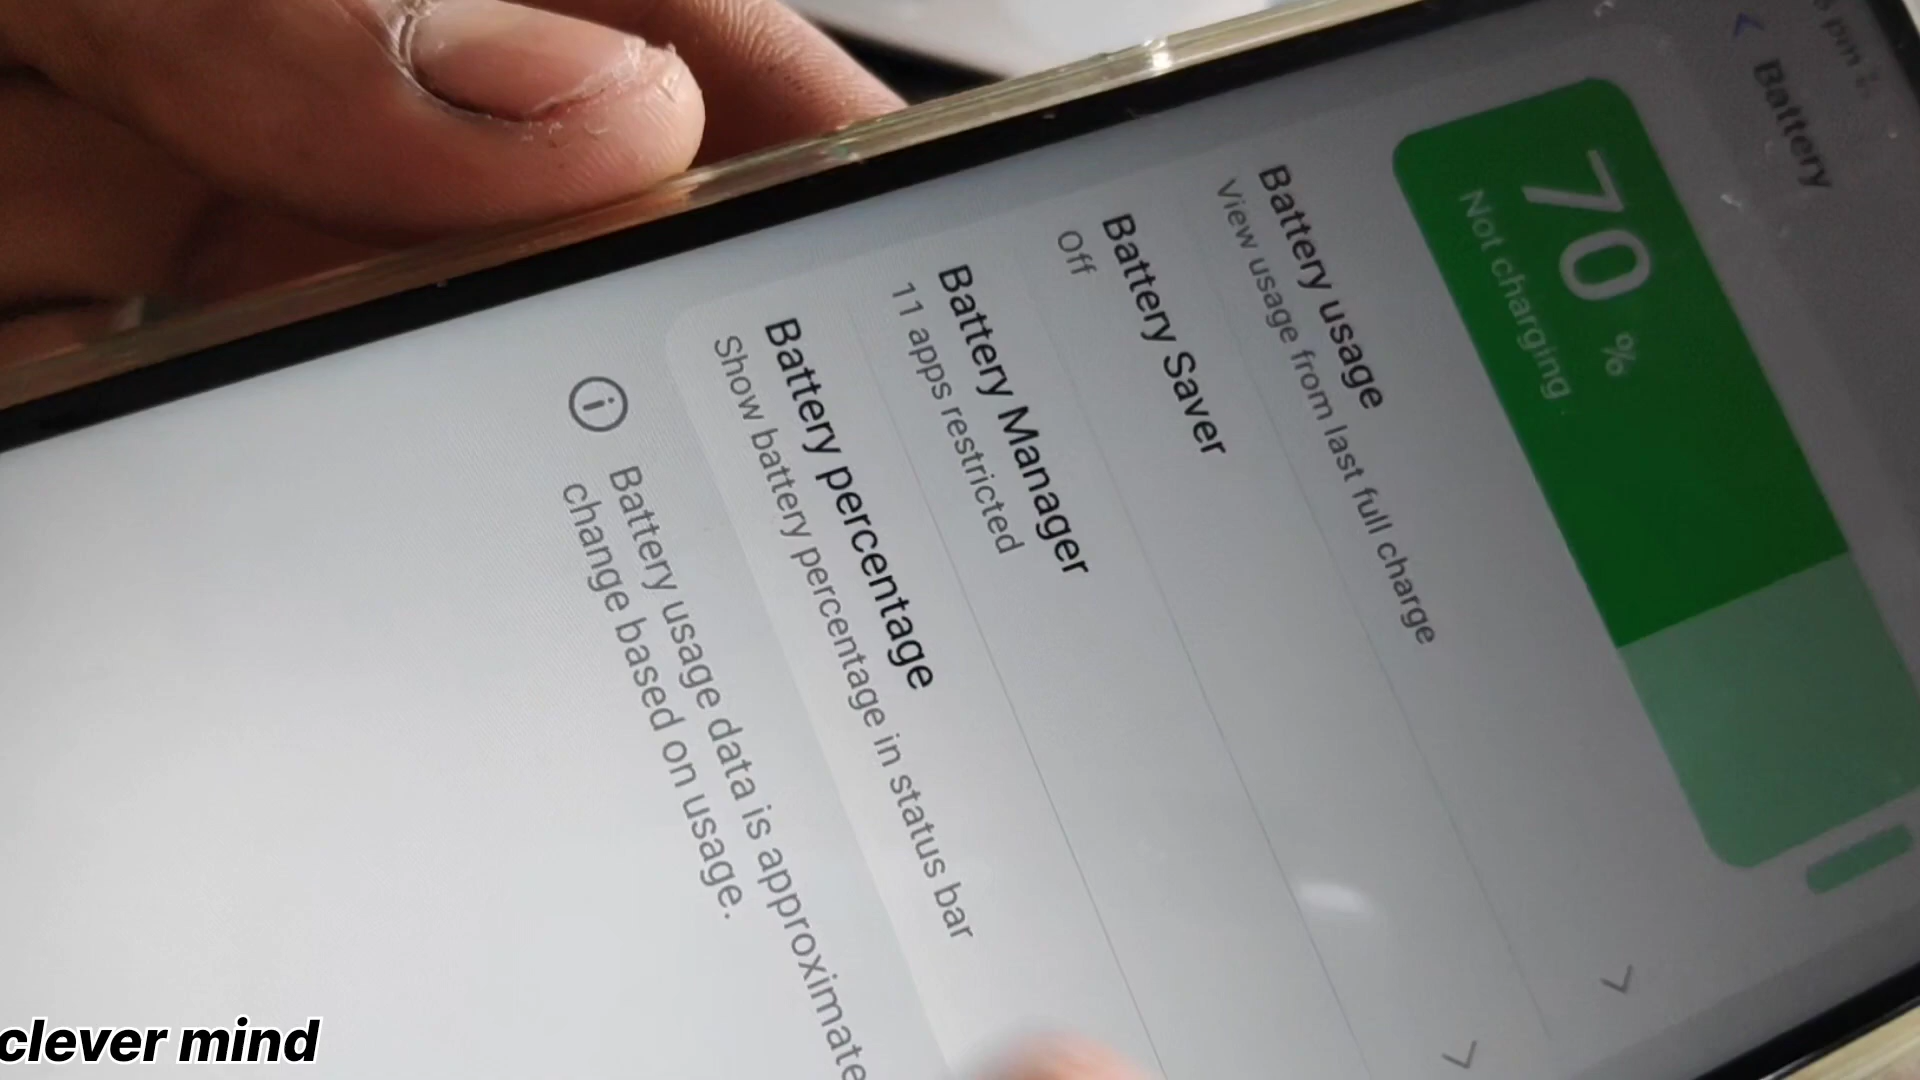 Battery
70 %
Not charging
Battery usage
View usage from last full charge
Battery Saver
Off
Battery Manager
11 apps restricted
Battery percentage
Show battery percentage in status bar
Battery usage data is approximate
change based on usage.
clever mind